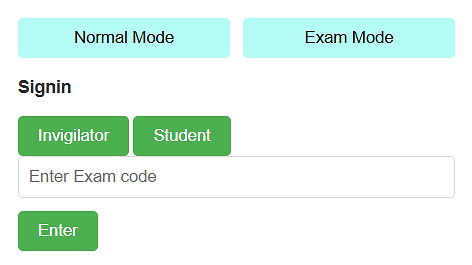 Normal Mode Exam Mode
Signin
Invigilator Student
Enter Exam code
Enter